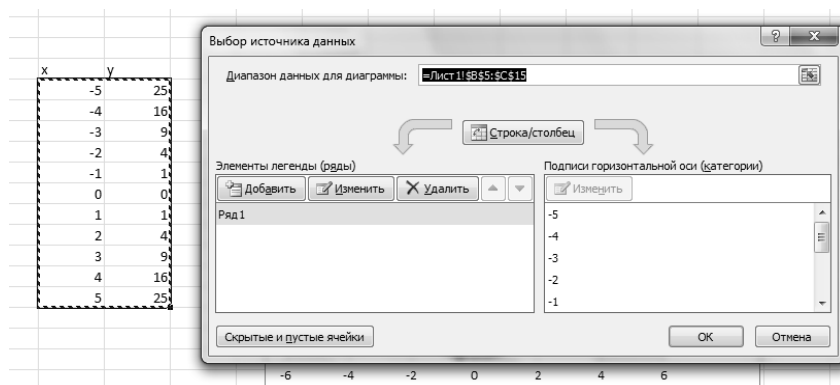 Выбор источника данных
Диапазон данных для диаграммы: =Лист1!$B$5:$C$15
Строка/столбец
Элементы легенды (ряды)
Добавить Изменить Удалить
Ряд1
Подписи горизонтальной оси (категории)
Изменить
-5
-4
-3
-2
-1
Скрытые и пустые ячейки
ОК Отмена
x y
-5 25
-4 16
-3 9
-2 4
-1 1
0 0
1 1
2 4
3 9
4 16
5 25
-6 -4 -2 0 2 4 6